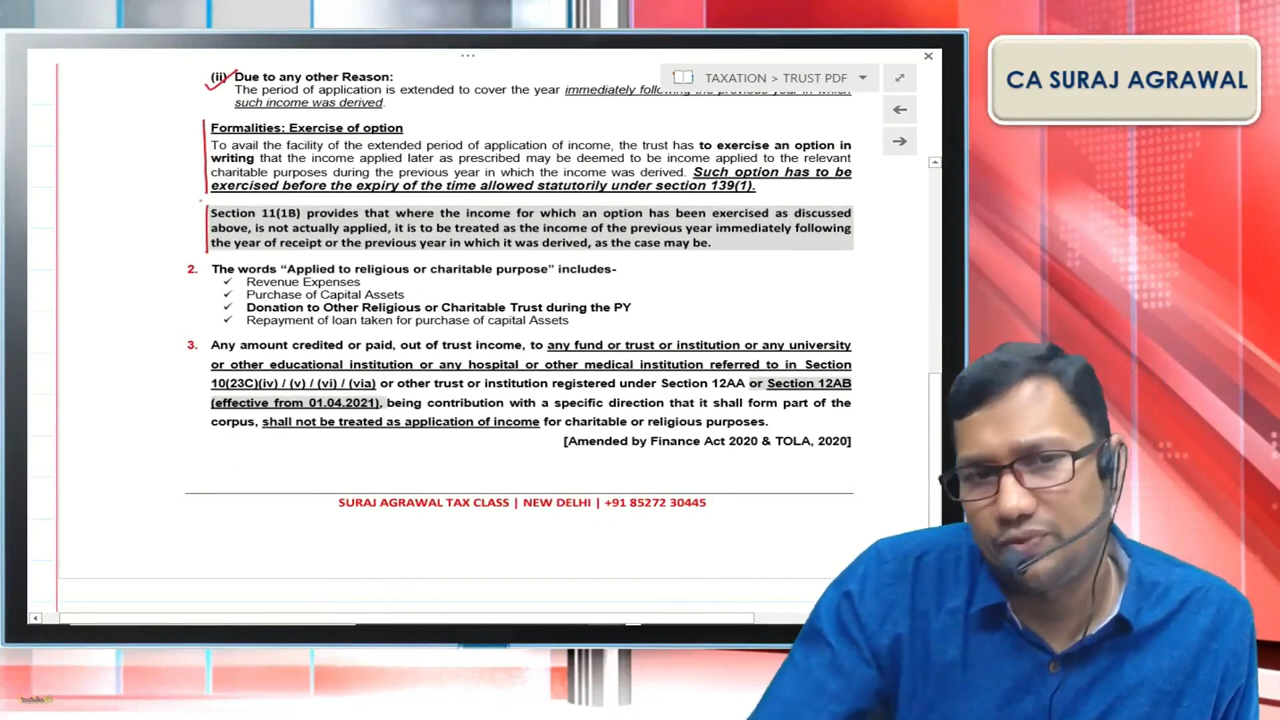 CA SURAJ AGRAWAL
TAXATION > TRUST PDF
(ii) Due to any other Reason:
The period of application is extended to cover the year immediately following the previous year in which
such income was derived.
Formalities: Exercise of option
To avail the facility of the extended period of application of income, the trust has to exercise an option in
writing that the income applied later as prescribed may be deemed to be income applied to the relevant
charitable purposes during the previous year in which the income was derived. Such option has to be
exercised before the expiry of the time allowed statutorily under section 139(1).
Section 11(1B) provides that where the income for which an option has been exercised as discussed
above, is not actually applied, it is to be treated as the income of the previous year immediately following
the year of receipt or the previous year in which it was derived, as the case may be.
2. The words “Applied to religious or charitable purpose” includes-
✓ Revenue Expenses
✓ Purchase of Capital Assets
✓ Donation to Other Religious or Charitable Trust during the PY
✓ Repayment of loan taken for purchase of capital Assets
3. Any amount credited or paid, out of trust income, to any fund or trust or institution or any university
or other educational institution or any hospital or other medical institution referred to in Section
10(23C)(iv) / (v) / (vi) / (via) or other trust or institution registered under Section 12AA or Section 12AB
(effective from 01.04.2021), being contribution with a specific direction that it shall form part of the
corpus, shall not be treated as application of income for charitable or religious purposes.
[Amended by Finance Act 2020 & TOLA, 2020]
SURAJ AGRAWAL TAX CLASS | NEW DELHI | +91 85272 30445